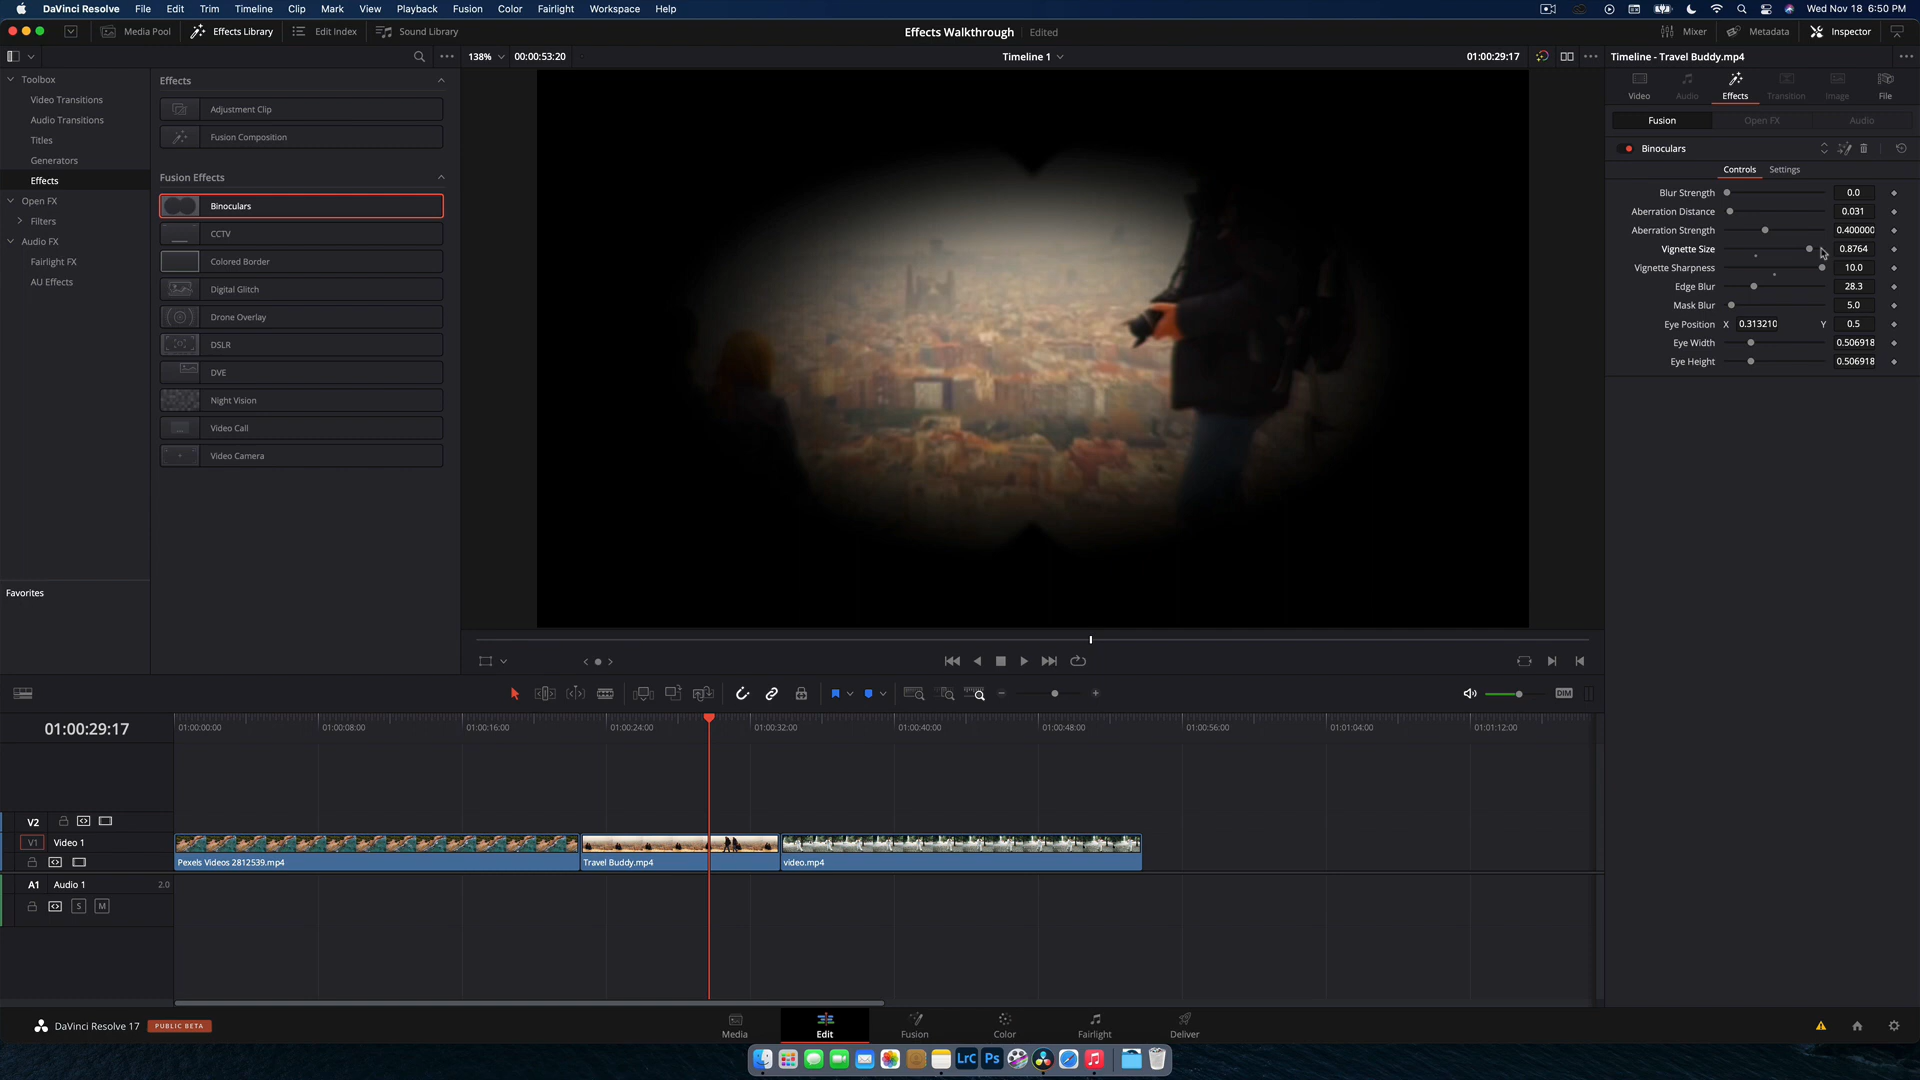 DaVinci Resolve File Edit Trim Timeline Clip Mark View Playback Fusion Color Fairlight Workspace Help Wed Nov 18 6:50 PM
Media Pool Effects Library Edit Index Sound Library Effects Walkthrough Edited Mixer Metadata Inspector
138% 00:00:53:20 Timeline 1 01:00:29:17 Timeline - Travel Buddy.mp4
Toolbox
Video Transitions
Audio Transitions
Titles
Generators
Effects
Open FX
Filters
Audio FX
Fairlight FX
AU Effects
Favorites
Effects
Adjustment Clip
Fusion Composition
Fusion Effects
Binoculars
CCTV
Colored Border
Digital Glitch
Drone Overlay
DSLR
DVE
Night Vision
Video Call
Video Camera
Video Audio Effects Transition Image File
Fusion Open FX Audio
Binoculars
Controls Settings
Blur Strength 0.0
Aberration Distance 0.031
Aberration Strength 0.400000
Vignette Size 0.8764
Vignette Sharpness 10.0
Edge Blur 28.3
Mask Blur 5.0
Eye Position X 0.313210 Y 0.5
Eye Width 0.506918
Eye Height 0.506918
DIM
01:00:29:17 01:00:00:00 01:00:08:00 01:00:16:00 01:00:24:00 01:00:32:00 01:00:40:00 01:00:48:00 01:00:56:00 01:01:04:00 01:01:12:00
V2
V1 Video 1
Pexels Videos 2812539.mp4 Travel Buddy.mp4 video.mp4
A1 Audio 1 2.0
S M
DaVinci Resolve 17 PUBLIC BETA Media Edit Fusion Color Fairlight Deliver
LrC Ps